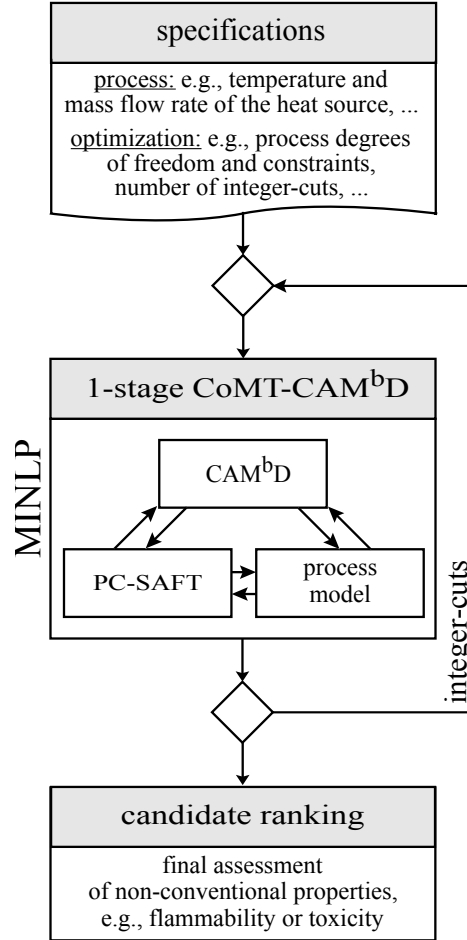 specifications
process: e.g., temperature and
mass flow rate of the heat source, ...
optimization: e.g., process degrees
of freedom and constraints,
number of integer-cuts, ...
1-stage CoMT-CAMᵇD
MINLP
CAMᵇD
PC-SAFT
process
model
integer-cuts
candidate ranking
final assessment
of non-conventional properties,
e.g., flammability or toxicity